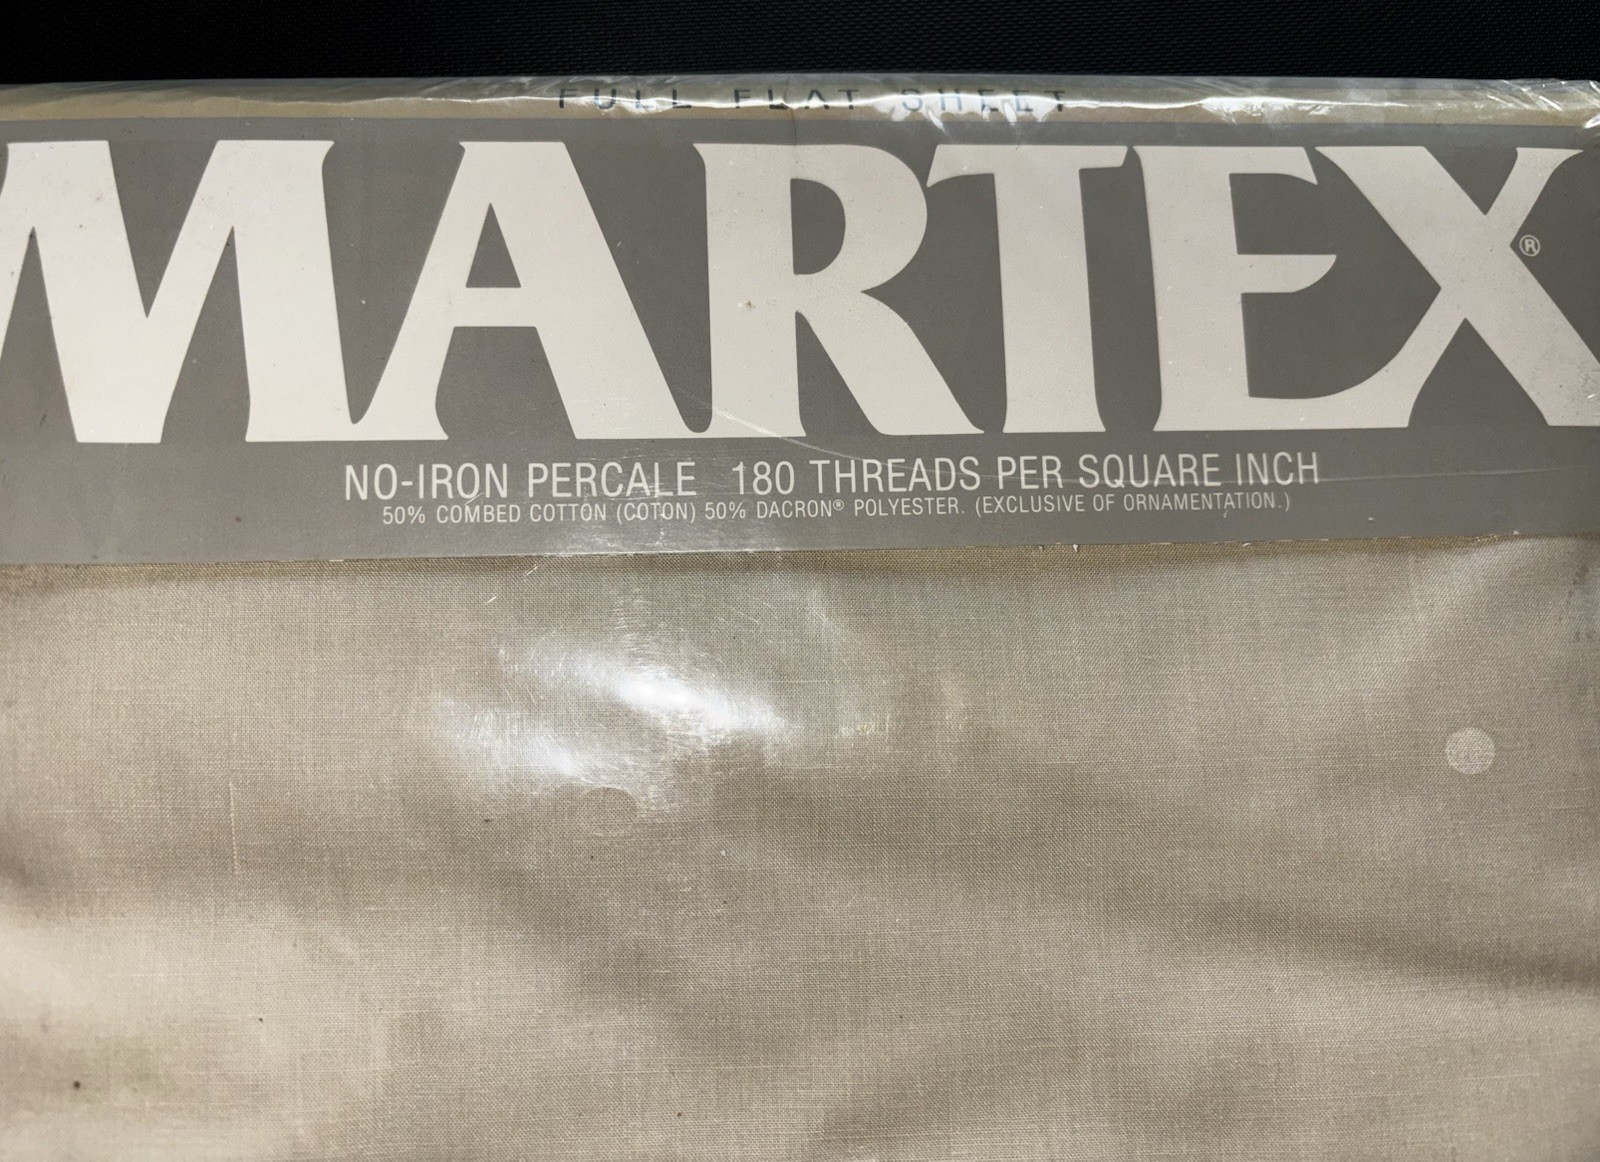 FULL FLAT SHEET
MARTEX®
NO-IRON PERCALE 180 THREADS PER SQUARE INCH
50% COMBED COTTON (COTON) 50% DACRON® POLYESTER. (EXCLUSIVE OF ORNAMENTATION.)